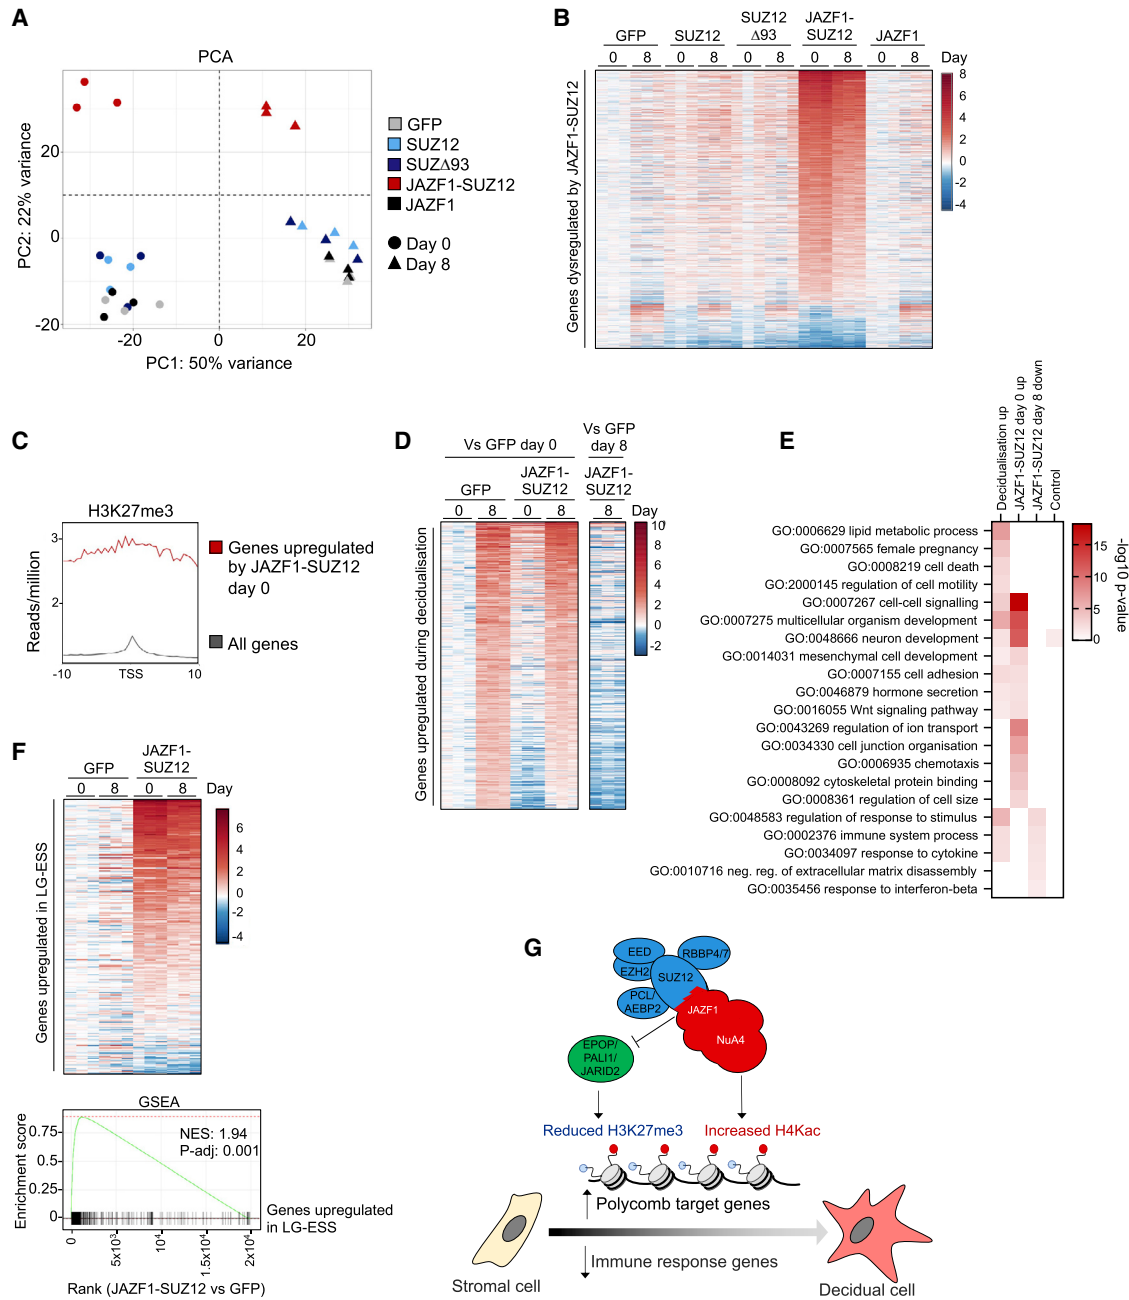 A
PCA
PC2: 22% variance
20
0
-20
-20
0
20
PC1: 50% variance
GFP
SUZ12
SUZΔ93
JAZF1-SUZ12
JAZF1
Day 0
Day 8
B
GFP
SUZ12
SUZ12
Δ93
JAZF1-
SUZ12
JAZF1
0 8 0 8 0 8 0 8 0 8
Day
Genes dysregulated by JAZF1-SUZ12
8
6
4
2
0
-2
-4
C
H3K27me3
Reads/million
3
2
-10
TSS
10
Genes upregulated
by JAZF1-SUZ12
day 0
All genes
D
Vs GFP day 0
Vs GFP
day 8
GFP
JAZF1-
SUZ12
JAZF1-
SUZ12
0 8 0 8 8
Day
Genes upregulated during decidualisation
10
8
6
4
2
0
-2
E
Decidualisation up
JAZF1-SUZ12 day 0 up
JAZF1-SUZ12 day 8 down
Control
GO:0006629 lipid metabolic process
GO:0007565 female pregnancy
GO:0008219 cell death
GO:2000145 regulation of cell motility
GO:0007267 cell-cell signalling
GO:0007275 multicellular organism development
GO:0048666 neuron development
GO:0014031 mesenchymal cell development
GO:0007155 cell adhesion
GO:0046879 hormone secretion
GO:0016055 Wnt signaling pathway
GO:0043269 regulation of ion transport
GO:0034330 cell junction organisation
GO:0006935 chemotaxis
GO:0008092 cytoskeletal protein binding
GO:0008361 regulation of cell size
GO:0048583 regulation of response to stimulus
GO:0002376 immune system process
GO:0034097 response to cytokine
GO:0010716 neg. reg. of extracellular matrix disassembly
GO:0035456 response to interferon-beta
15
10
5
0
-log10 p-value
F
GFP
JAZF1-
SUZ12
0 8 0 8
Day
Genes upregulated in LG-ESS
6
4
2
0
-2
-4
GSEA
Enrichment score
0.75
0.5
0.25
0
NES: 1.94
P-adj: 0.001
Genes upregulated
in LG-ESS
0
5x10³
10⁴
1.5x10⁴
2x10⁴
Rank (JAZF1-SUZ12 vs GFP)
G
EED
EZH2
SUZ12
RBBP4/7
PCL/
AEBP2
JAZF1
NuA4
EPOP/
PALI1/
JARID2
Reduced H3K27me3
Increased H4Kac
Polycomb target genes
Immune response genes
Stromal cell
Decidual cell